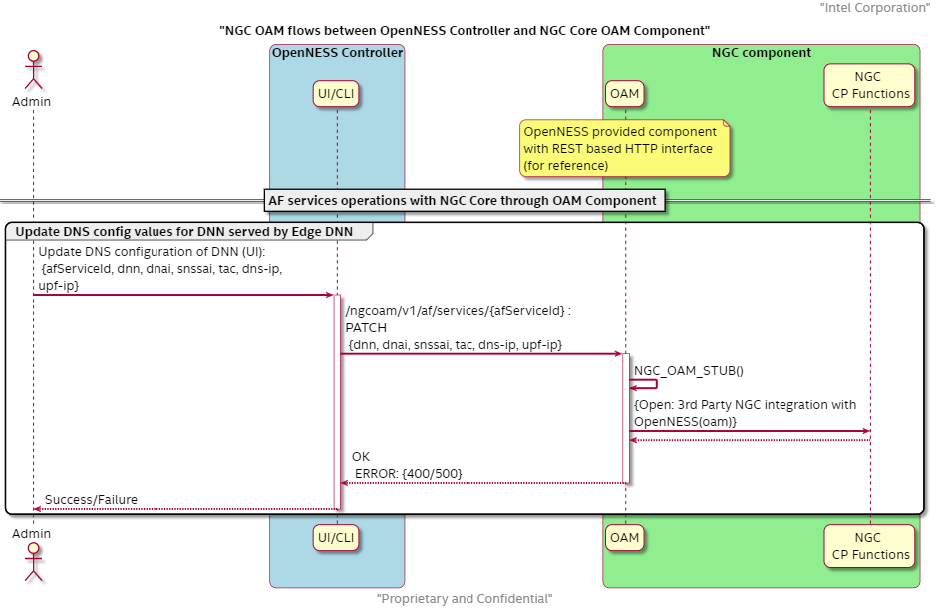 "Intel Corporation"
"NGC OAM flows between OpenNESS Controller and NGC Core OAM Component"
OpenNESS Controller
NGC component
Admin
UI/CLI
OAM
NGC
CP Functions
OpenNESS provided component
with REST based HTTP interface
(for reference)
AF services operations with NGC Core through OAM Component
Update DNS config values for DNN served by Edge DNN
Update DNS configuration of DNN (UI):
{afServiceId, dnn, dnai, snssai, tac, dns-ip,
upf-ip}
/ngcoam/v1/af/services/{afServiceId} :
PATCH
{dnn, dnai, snssai, tac, dns-ip, upf-ip}
NGC_OAM_STUB()
{Open: 3rd Party NGC integration with
OpenNESS(oam)}
OK
ERROR: {400/500}
Success/Failure
Admin
UI/CLI
OAM
NGC
CP Functions
"Proprietary and Confidential"